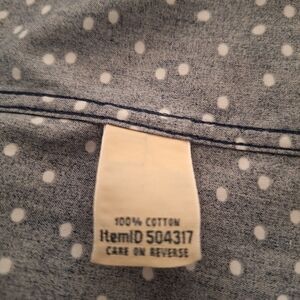 100% COTTON
ItemID 504317
CARE ON REVERSE